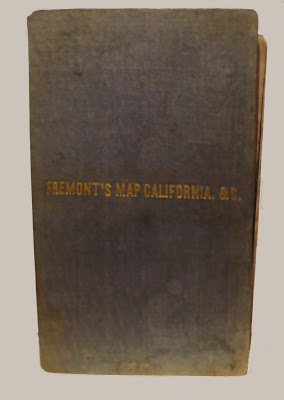 FREMONT'S MAP CALIFORNIA, &C.